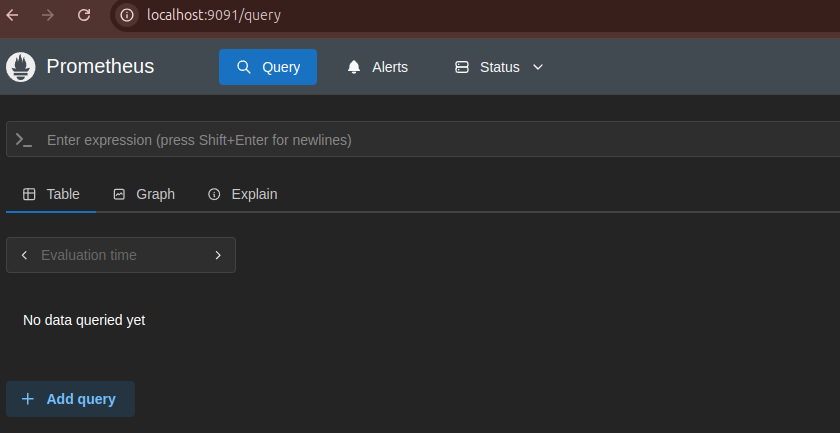 localhost:9091/query
Prometheus Query Alerts Status
Enter expression (press Shift+Enter for newlines)
Table Graph Explain
Evaluation time
No data queried yet
Add query